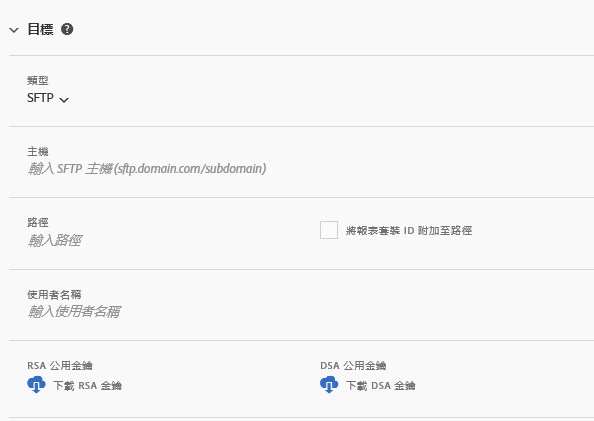 目標
類型
SFTP
主機
輸入 SFTP 主機 (sftp.domain.com/subdomain)
路徑
輸入路徑
將報表套裝 ID 附加至路徑
使用者名稱
輸入使用者名稱
RSA 公用金鑰
DSA 公用金鑰
下載 RSA 金鑰
下載 DSA 金鑰